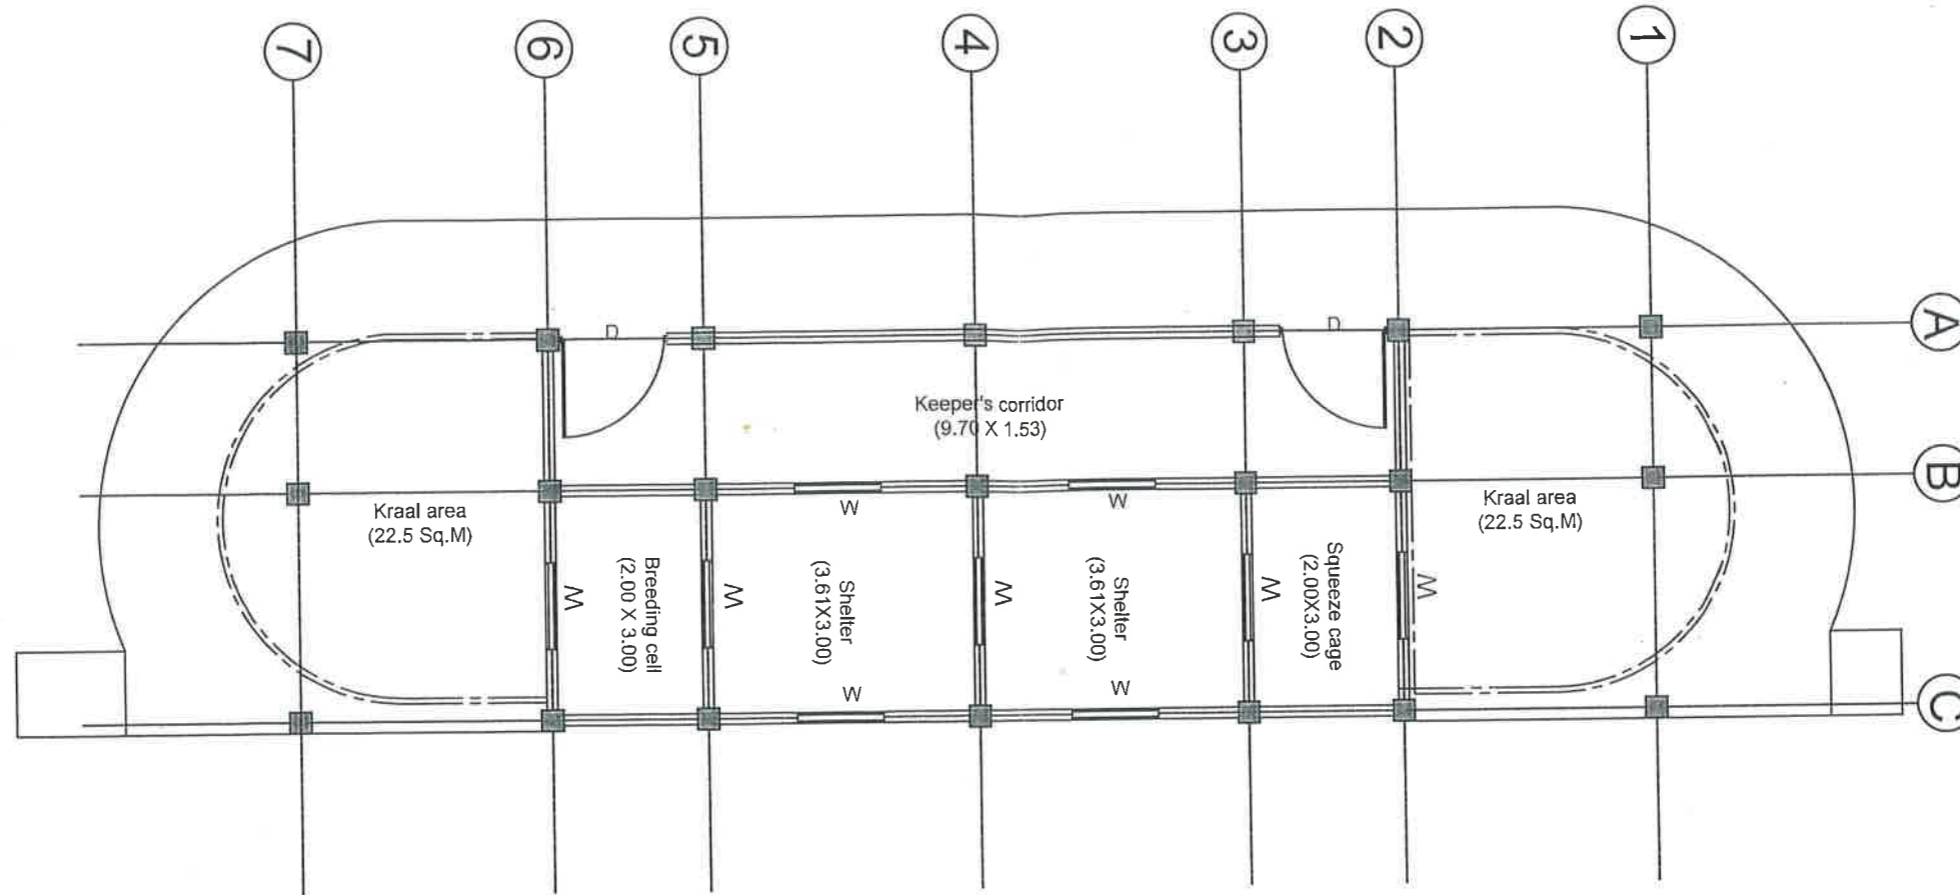 7
6
5
4
3
2
1
A
B
C
D
D
Keeper's corridor
(9.70 X 1.53)
Kraal area
(22.5 Sq.M)
Kraal area
(22.5 Sq.M)
W
W
Breeding cell
(2.00 X 3.00)
Shelter
(3.61X3.00)
Shelter
(3.61X3.00)
Squeeze cage
(2.00X3.00)
W
W
W
W
W
W
W